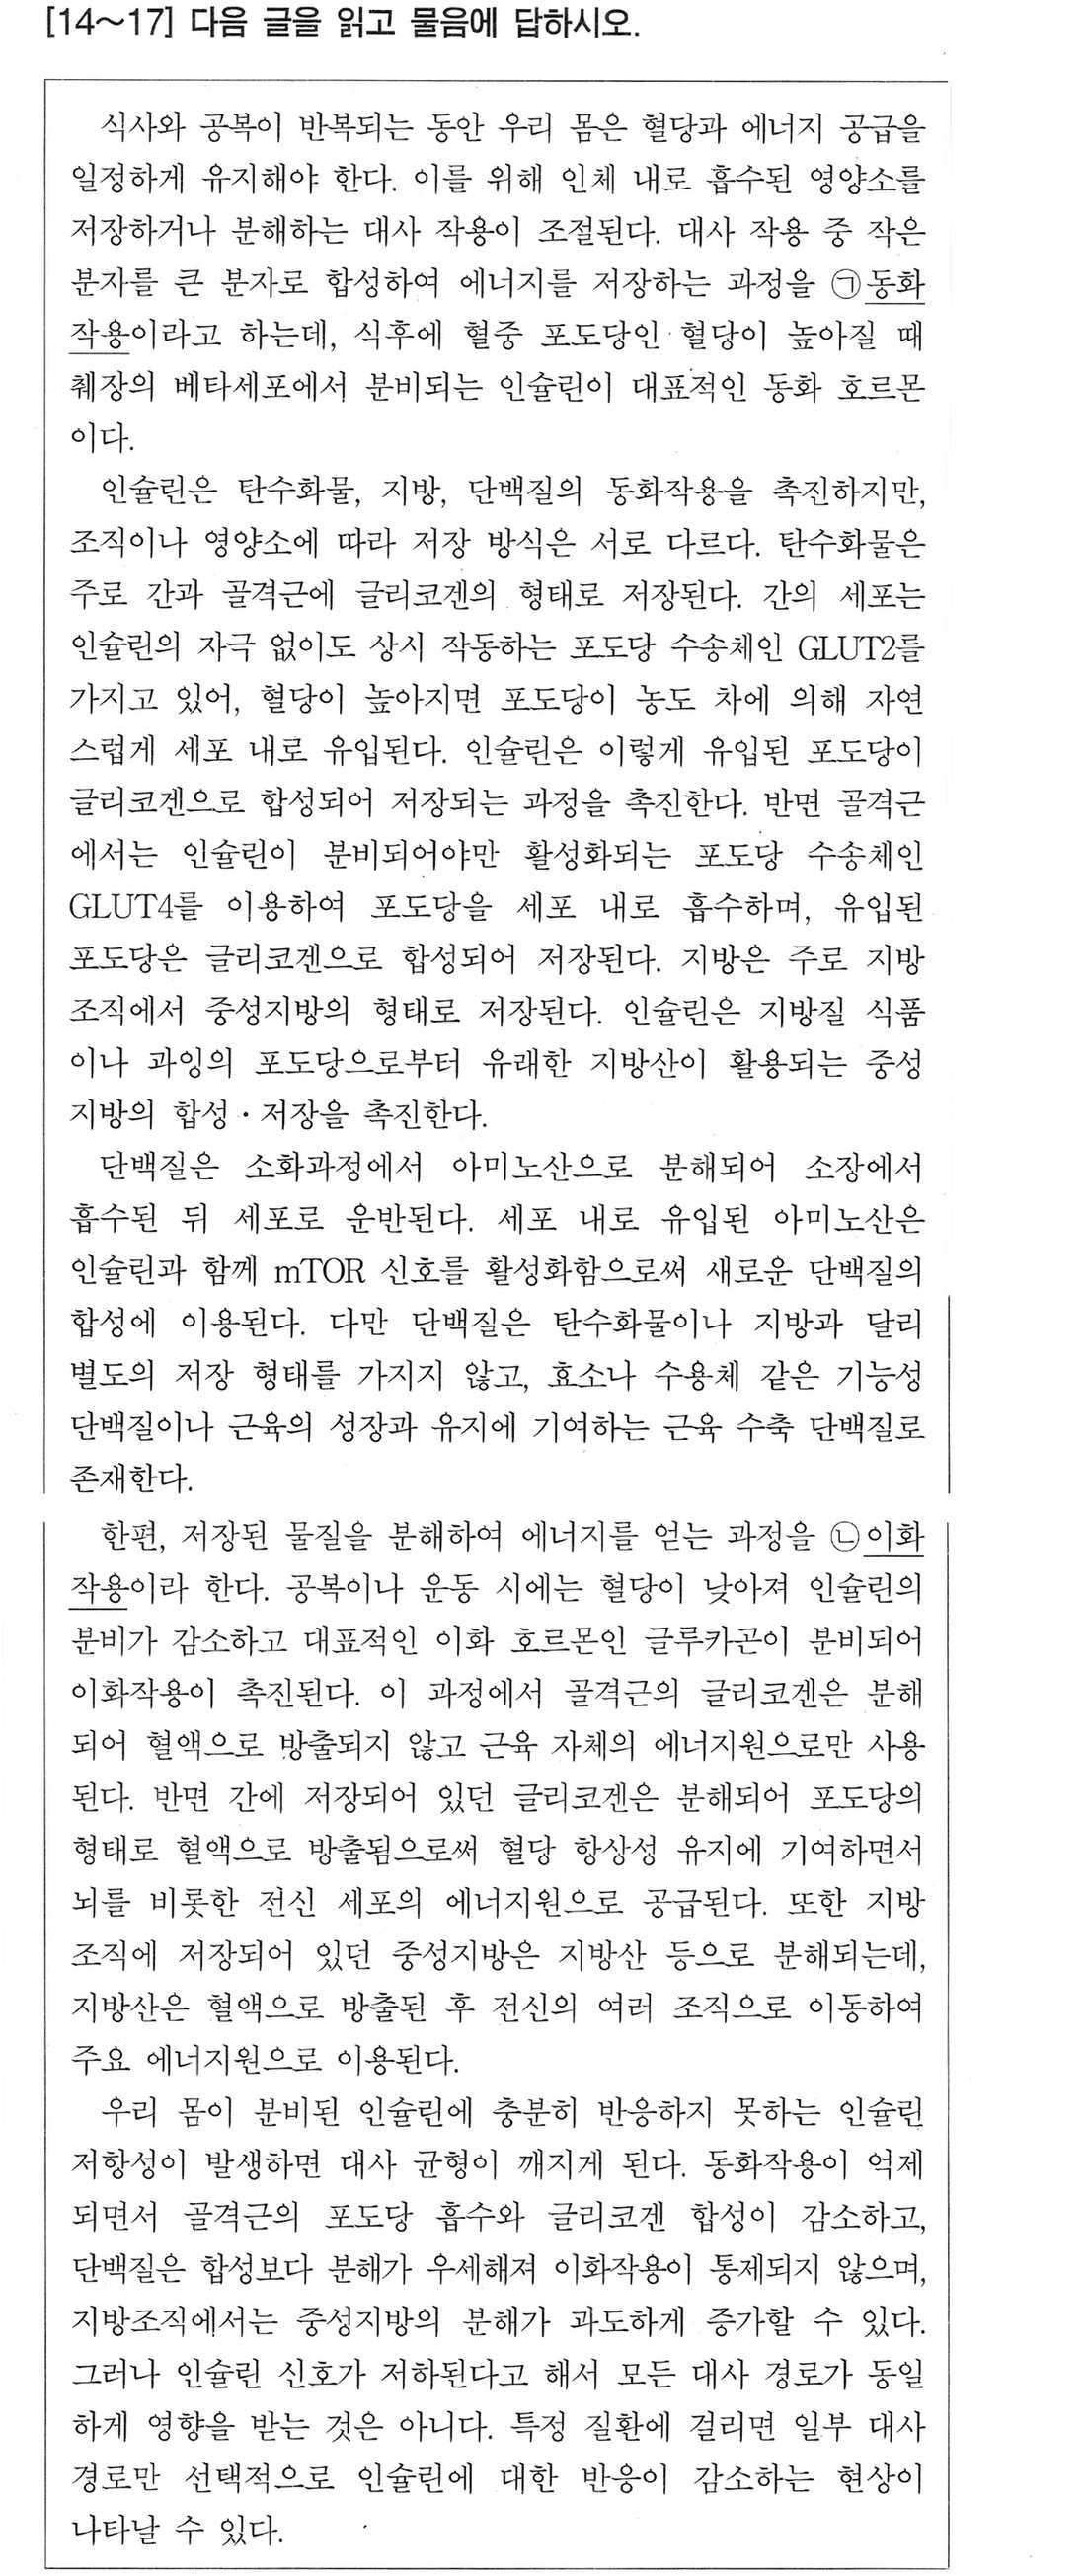 [14～17] 다음 글을 읽고 물음에 답하시오.
식사와 공복이 반복되는 동안 우리 몸은 혈당과 에너지 공급을
일정하게 유지해야 한다. 이를 위해 인체 내로 흡수된 영양소를
저장하거나 분해하는 대사 작용이 조절된다. 대사 작용 중 작은
분자를 큰 분자로 합성하여 에너지를 저장하는 과정을 ㉠동화
작용이라고 하는데, 식후에 혈중 포도당인 혈당이 높아질 때
췌장의 베타세포에서 분비되는 인슐린이 대표적인 동화 호르몬
이다.
인슐린은 탄수화물, 지방, 단백질의 동화작용을 촉진하지만,
조직이나 영양소에 따라 저장 방식은 서로 다르다. 탄수화물은
주로 간과 골격근에 글리코겐의 형태로 저장된다. 간의 세포는
인슐린의 자극 없이도 상시 작동하는 포도당 수송체인 GLUT2를
가지고 있어, 혈당이 높아지면 포도당이 농도 차에 의해 자연
스럽게 세포 내로 유입된다. 인슐린은 이렇게 유입된 포도당이
글리코겐으로 합성되어 저장되는 과정을 촉진한다. 반면 골격근
에서는 인슐린이 분비되어야만 활성화되는 포도당 수송체인
GLUT4를 이용하여 포도당을 세포 내로 흡수하며, 유입된
포도당은 글리코겐으로 합성되어 저장된다. 지방은 주로 지방
조직에서 중성지방의 형태로 저장된다. 인슐린은 지방질 식품
이나 과잉의 포도당으로부터 유래한 지방산이 활용되는 중성
지방의 합성·저장을 촉진한다.
단백질은 소화과정에서 아미노산으로 분해되어 소장에서
흡수된 뒤 세포로 운반된다. 세포 내로 유입된 아미노산은
인슐린과 함께 mTOR 신호를 활성화함으로써 새로운 단백질의
합성에 이용된다. 다만 단백질은 탄수화물이나 지방과 달리
별도의 저장 형태를 가지지 않고, 효소나 수용체 같은 기능성
단백질이나 근육의 성장과 유지에 기여하는 근육 수축 단백질로
존재한다.
한편, 저장된 물질을 분해하여 에너지를 얻는 과정을 ㉡이화
작용이라 한다. 공복이나 운동 시에는 혈당이 낮아져 인슐린의
분비가 감소하고 대표적인 이화 호르몬인 글루카곤이 분비되어
이화작용이 촉진된다. 이 과정에서 골격근의 글리코겐은 분해
되어 혈액으로 방출되지 않고 근육 자체의 에너지원으로만 사용
된다. 반면 간에 저장되어 있던 글리코겐은 분해되어 포도당의
형태로 혈액으로 방출됨으로써 혈당 항상성 유지에 기여하면서
뇌를 비롯한 전신 세포의 에너지원으로 공급된다. 또한 지방
조직에 저장되어 있던 중성지방은 지방산 등으로 분해되는데,
지방산은 혈액으로 방출된 후 전신의 여러 조직으로 이동하여
주요 에너지원으로 이용된다.
우리 몸이 분비된 인슐린에 충분히 반응하지 못하는 인슐린
저항성이 발생하면 대사 균형이 깨지게 된다. 동화작용이 억제
되면서 골격근의 포도당 흡수와 글리코겐 합성이 감소하고,
단백질은 합성보다 분해가 우세해져 이화작용이 통제되지 않으며,
지방조직에서는 중성지방의 분해가 과도하게 증가할 수 있다.
그러나 인슐린 신호가 저하된다고 해서 모든 대사 경로가 동일
하게 영향을 받는 것은 아니다. 특정 질환에 걸리면 일부 대사
경로만 선택적으로 인슐린에 대한 반응이 감소하는 현상이
나타날 수 있다.